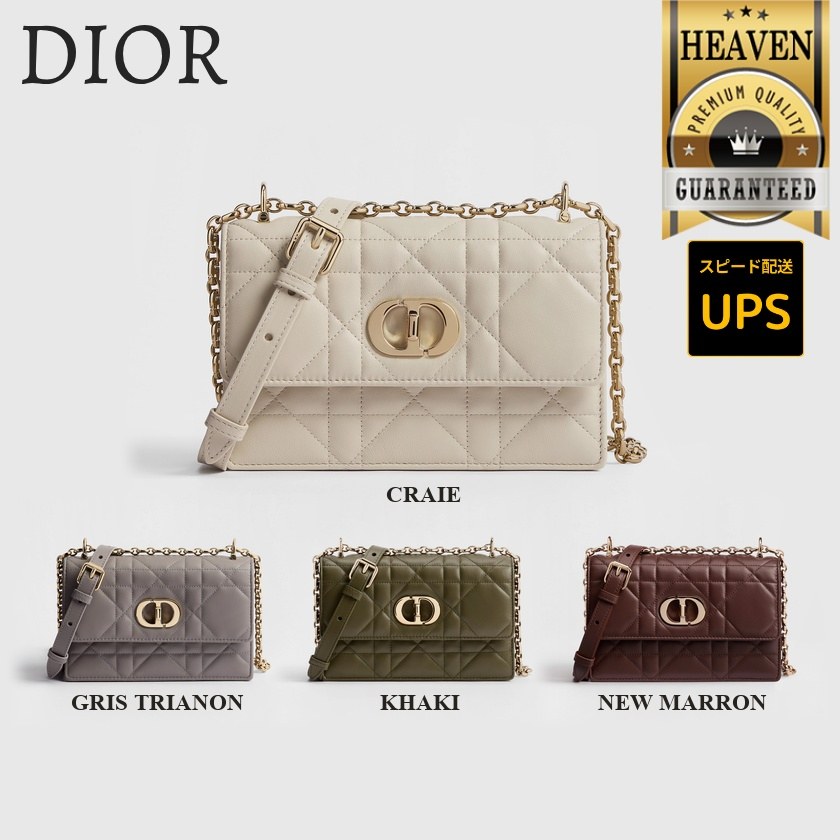 DIOR
HEAVEN
PREMIUM QUALITY
GUARANTEED
スピード配送
UPS
CRAIE
GRIS TRIANON
KHAKI
NEW MARRON